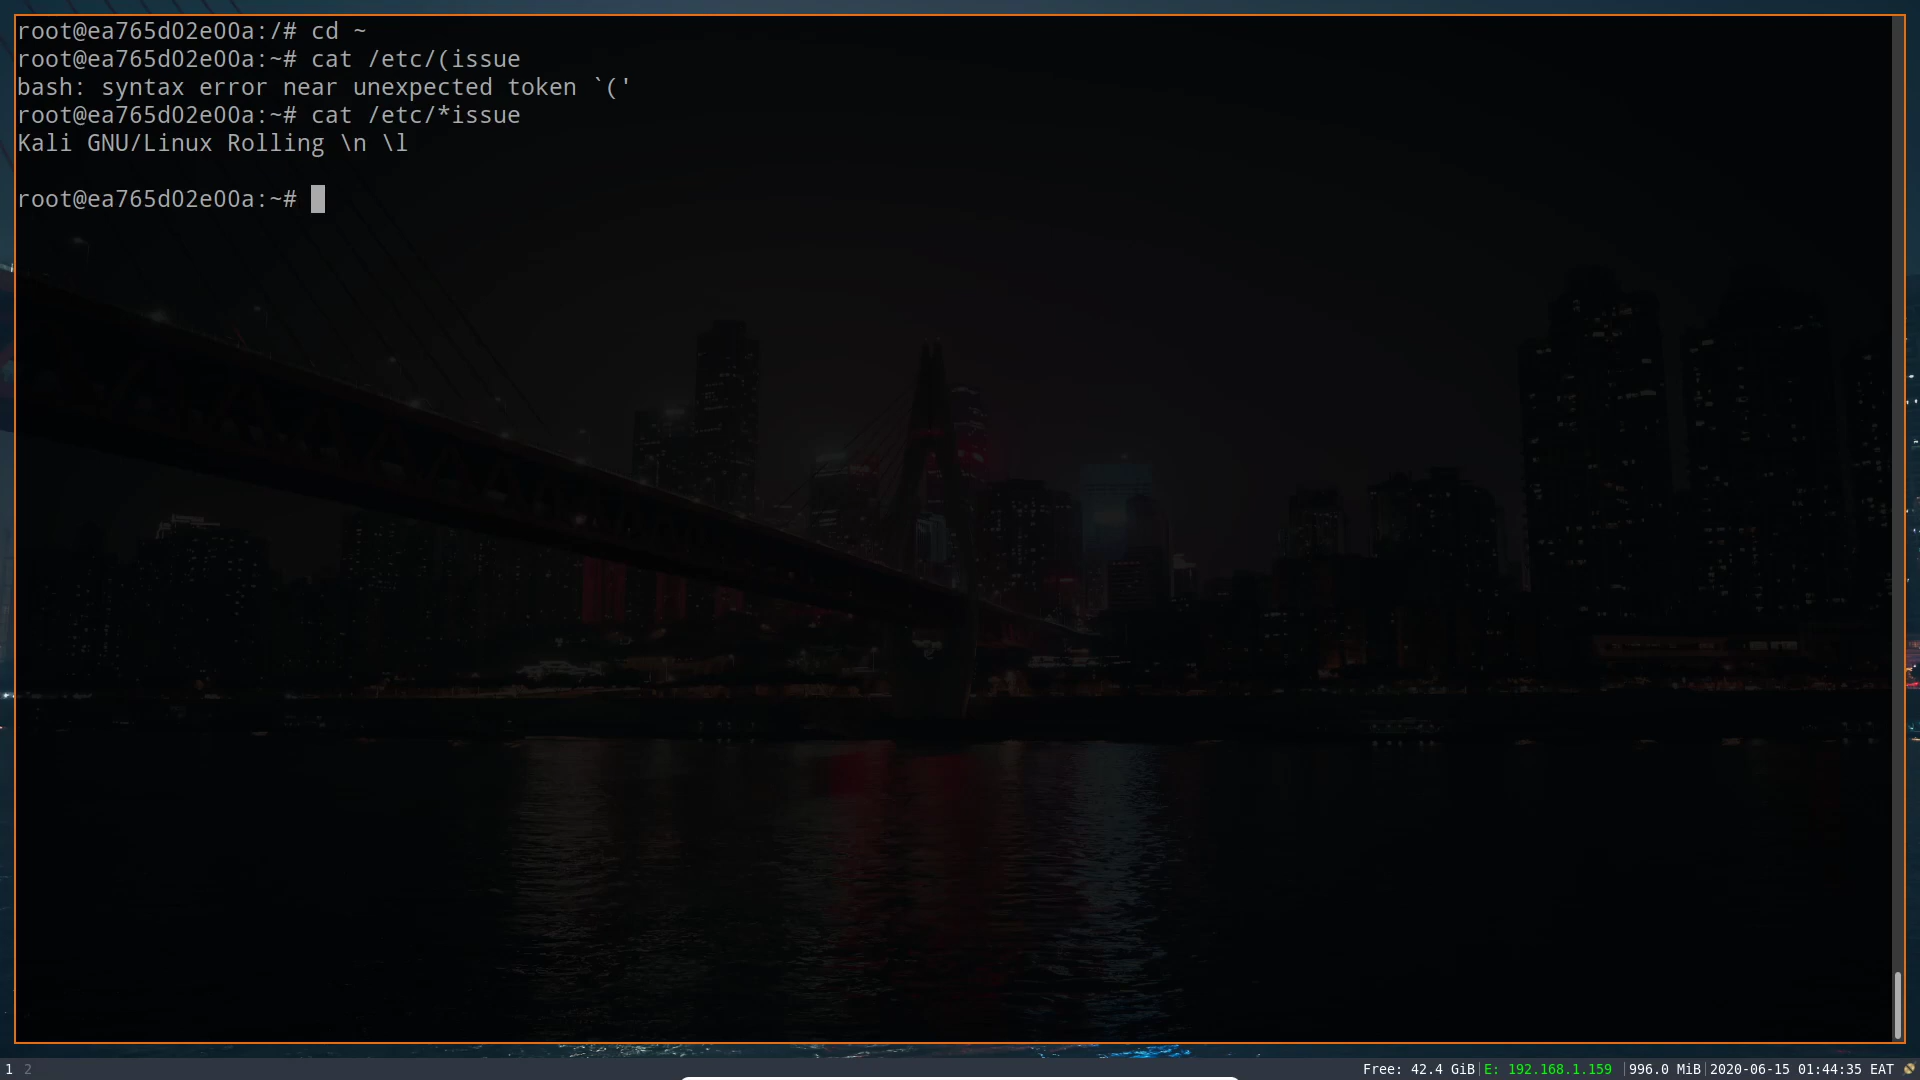 root@ea765d02e00a:/# cd ~
root@ea765d02e00a:~# cat /etc/(issue
bash: syntax error near unexpected token `('
root@ea765d02e00a:~# cat /etc/*issue
Kali GNU/Linux Rolling \n \l
root@ea765d02e00a:~#
1 2 Free: 42.4 GiB|E: 192.168.1.159 |996.0 MiB|2020-06-15 01:44:35 EAT